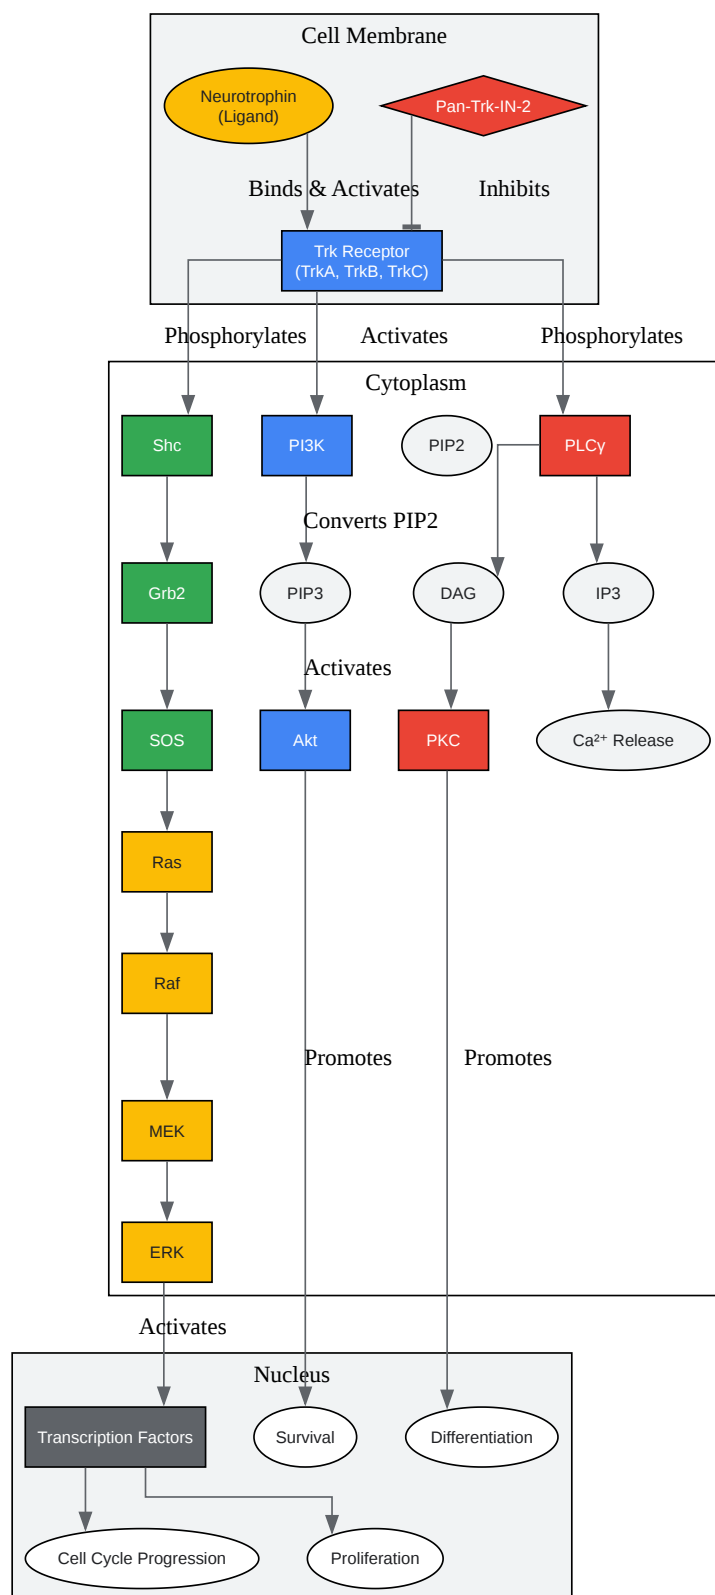 Cell Membrane
Neurotrophin
(Ligand)
Pan-Trk-IN-2
Binds & Activates
Inhibits
Trk Receptor
(TrkA, TrkB, TrkC)
Phosphorylates
Activates
Phosphorylates
Cytoplasm
Shc
PI3K
PIP2
PLCγ
Converts PIP2
Grb2
PIP3
DAG
IP3
Activates
SOS
Akt
PKC
Ca²⁺ Release
Ras
Raf
Promotes
Promotes
MEK
ERK
Activates
Nucleus
Transcription Factors
Survival
Differentiation
Cell Cycle Progression
Proliferation